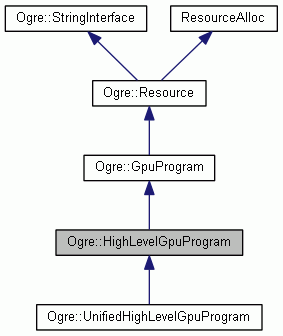 Ogre::StringInterface
ResourceAlloc
Ogre::Resource
Ogre::GpuProgram
Ogre::HighLevelGpuProgram
Ogre::UnifiedHighLevelGpuProgram